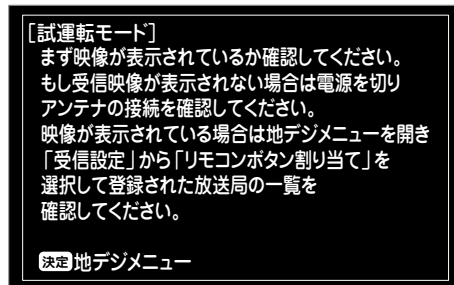 ［試運転モード］
まず映像が表示されているか確認してください。
もし受信映像が表示されない場合は電源を切り
アンテナの接続を確認してください。
映像が表示されている場合は地デジメニューを開き
「受信設定」から「リモコンボタン割り当て」を
選択して登録された放送局の一覧を
確認してください。
決定 地デジメニュー